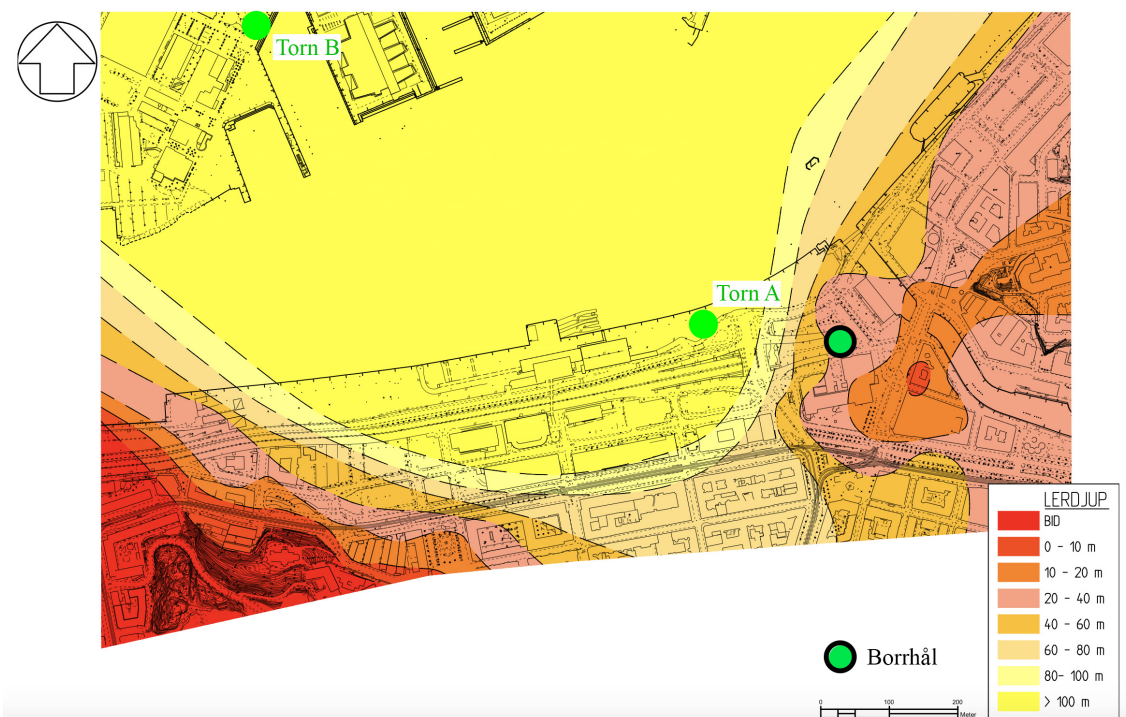 Torn B
Torn A
LERDJUP
BID
0 - 10 m
10 - 20 m
20 - 40 m
40 - 60 m
60 - 80 m
80- 100 m
> 100 m
Borrhål
0 100 200
Meter